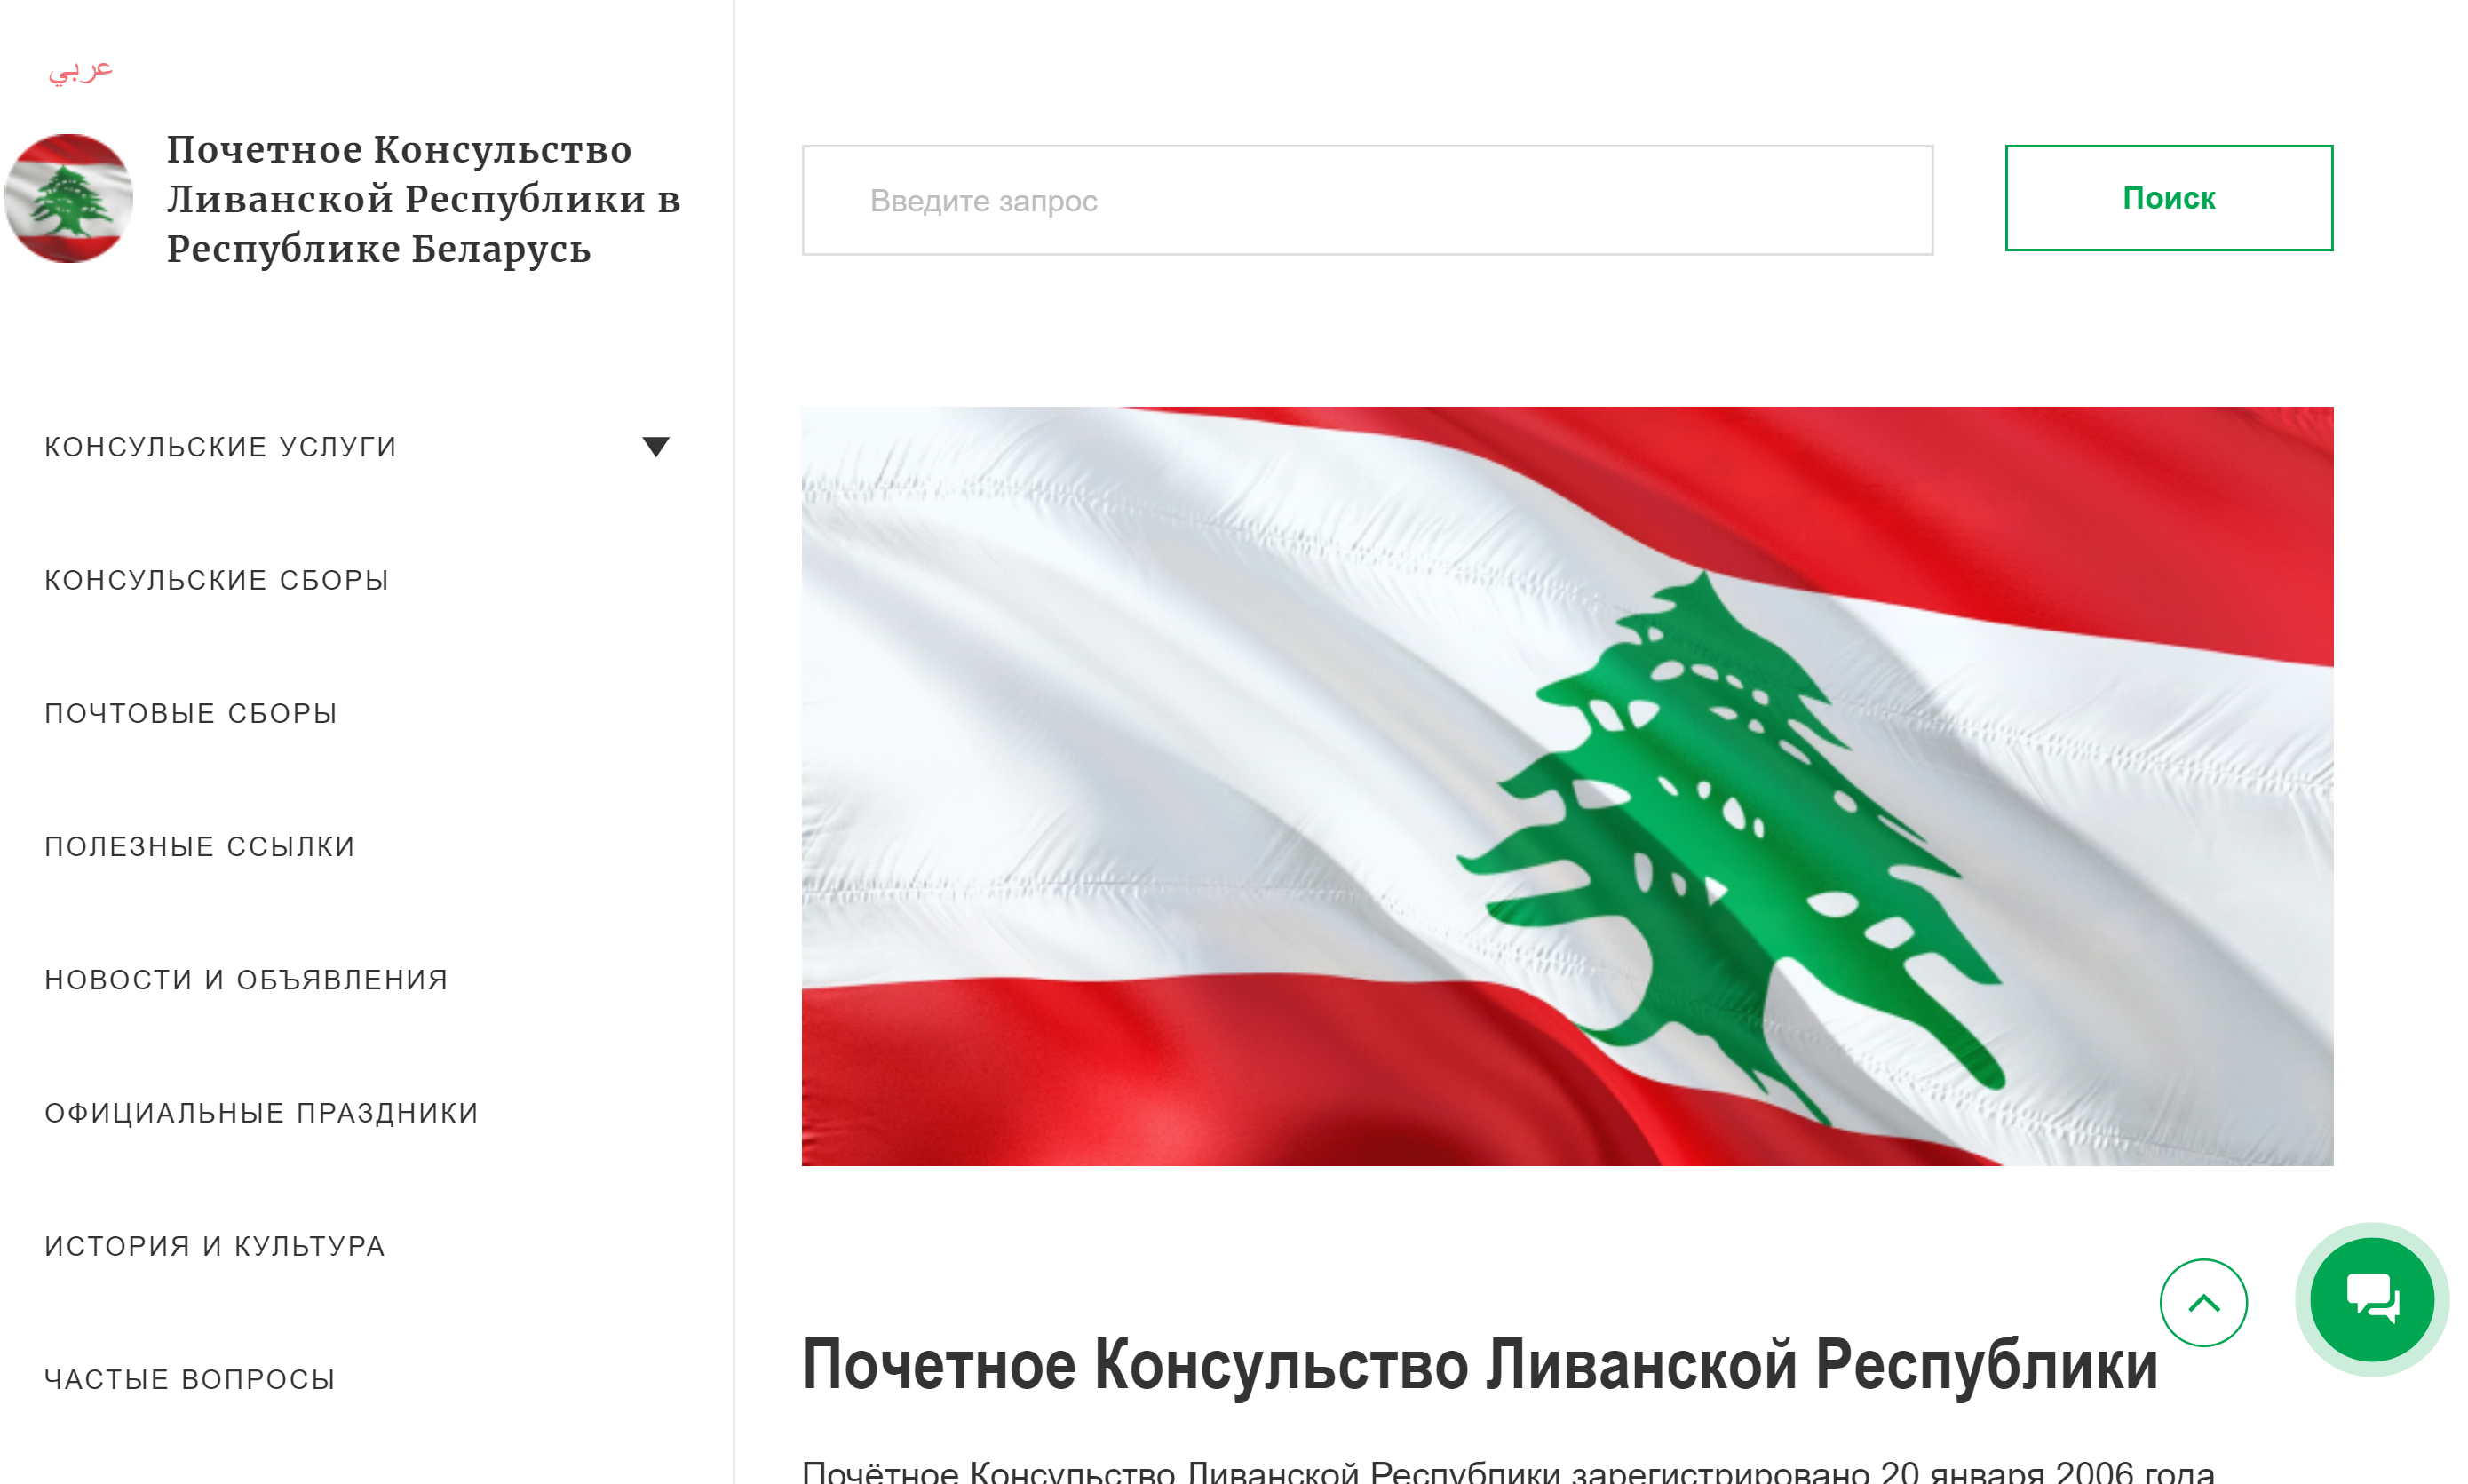 عربي
Почетное Консульство
Ливанской Республики в
Республике Беларусь
КОНСУЛЬСКИЕ УСЛУГИ
КОНСУЛЬСКИЕ СБОРЫ
ПОЧТОВЫЕ СБОРЫ
ПОЛЕЗНЫЕ ССЫЛКИ
НОВОСТИ И ОБЪЯВЛЕНИЯ
ОФИЦИАЛЬНЫЕ ПРАЗДНИКИ
ИСТОРИЯ И КУЛЬТУРА
ЧАСТЫЕ ВОПРОСЫ
Введите запрос
Поиск
Почетное Консульство Ливанской Республики
Почётное Консульство Ливанской Республики зарегистрировано 20 января 2006 года